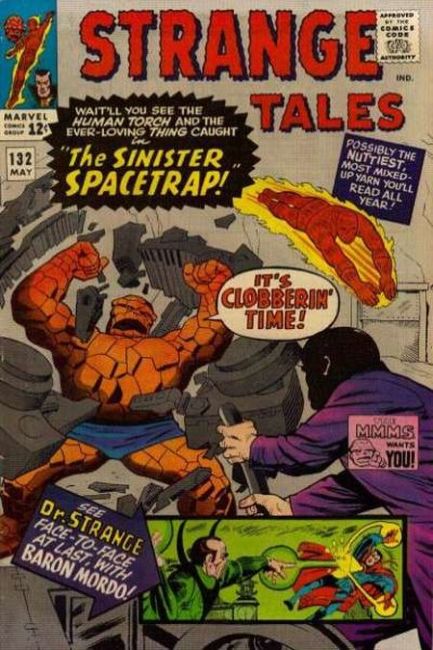 STRANGE
TALES
APPROVED
BY THE
COMICS
CODE
AUTHORITY
IND.
MARVEL
COMICS
GROUP
12¢
132
MAY
WAIT'LL YOU SEE THE
HUMAN TORCH AND THE
EVER-LOVING THING CAUGHT
in
"The SINISTER
SPACETRAP!"
POSSIBLY THE
NUTTIEST,
MOST MIXED-
UP YARN YOU'LL
READ ALL
YEAR!
IT'S
CLOBBERIN'
TIME!
THE
M.M.M.S.
WANTS
YOU!
SEE
Dr. STRANGE
FACE-TO-FACE
AT LAST WITH
BARON MORDO!